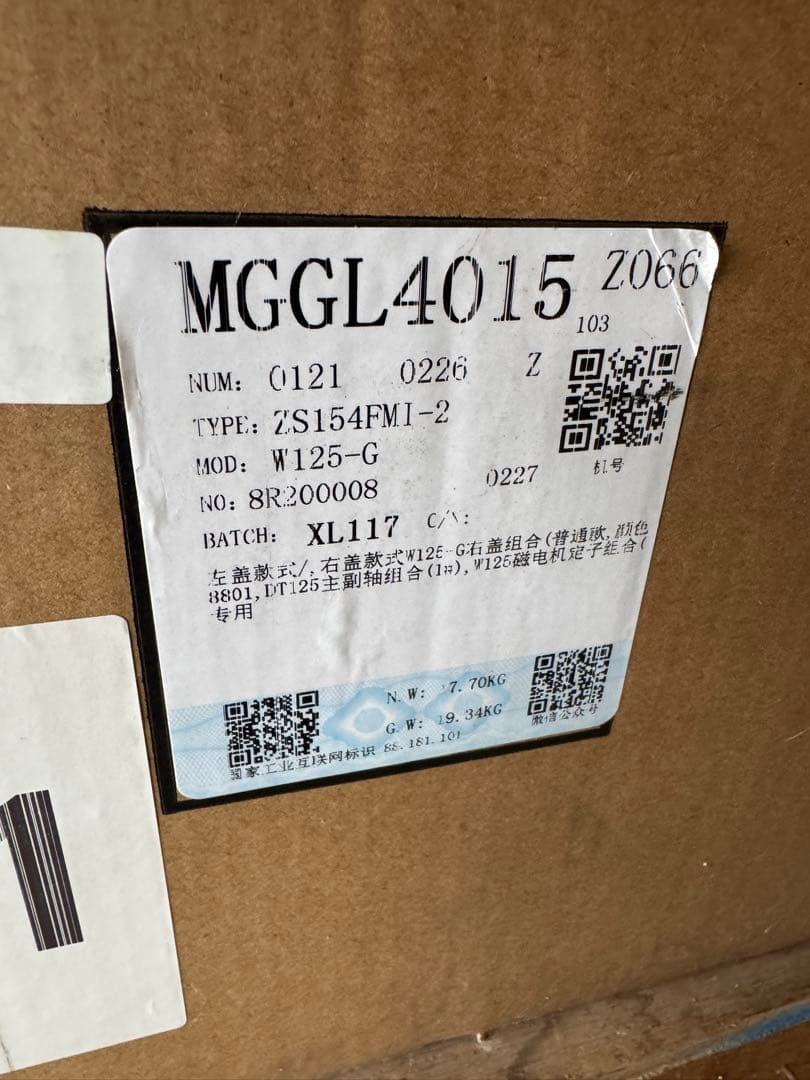 MGGL4015 Z066
103
NUM: 0121 0226 Z
TYPE: ZS154FMI-2
MOD: W125-G
机号
NO: 8R200008 0227
BATCH: XL117 C/\:
左盖款式/,右盖款式W125-G右盖组合(普通款,颜色
8801,DT125主副轴组合(1#),W125磁电机定子组合(
专用
N.W: 7.70KG
G.W: 19.34KG
微信公众号
国家工业互联网标识 88.181.101
1